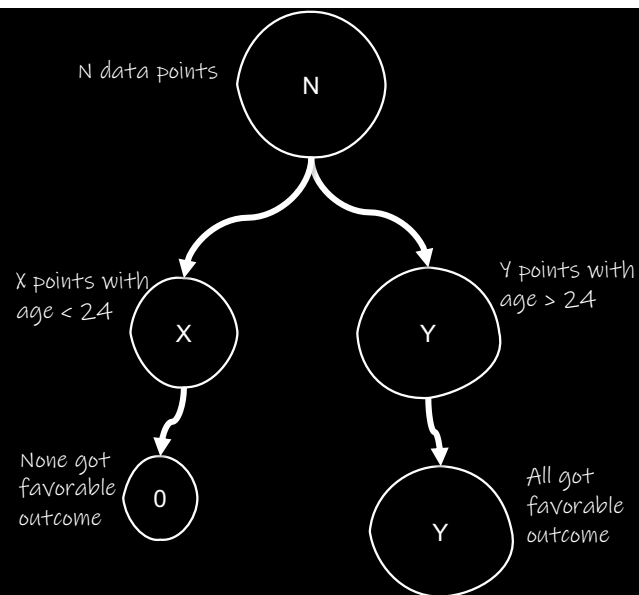 N data points
N
X points with
age < 24
X
Y
Y points with
age > 24
None got
favorable
outcome
0
Y
All got
favorable
outcome